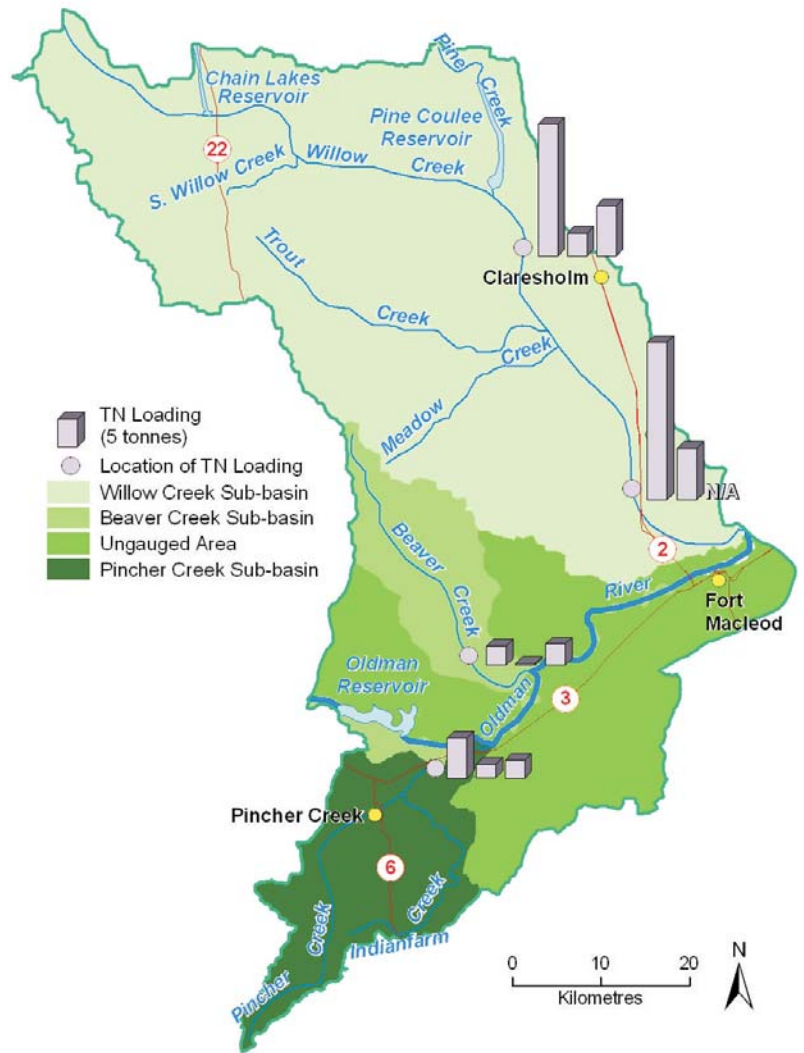 Chain Lakes
Reservoir
Pine
Creek
Pine Coulee
Reservoir
22
S. Willow Creek
Willow
Creek
Trout
Creek
Claresholm
Creek
Meadow
TN Loading
(5 tonnes)
Location of TN Loading
Willow Creek Sub-basin
Beaver Creek Sub-basin
Ungauged Area
Pincher Creek Sub-basin
N/A
Beaver
Creek
2
River
Fort
Macleod
Oldman
Reservoir
Oldman
3
Pincher Creek
6
Creek
Creek
Indianfarm
Pincher
0 10 20
Kilometres
N